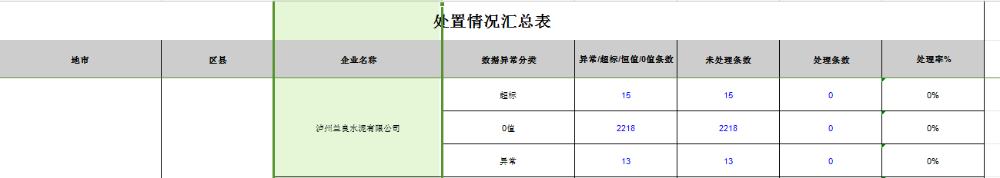 处置情况汇总表
地市 区县 企业名称 数据异常分类 异常/超标/恒值/0值条数 未处理条数 处理条数 处理率%
超标 15 15 0 0%
泸州兰良水泥有限公司 0值 2218 2218 0 0%
异常 13 13 0 0%